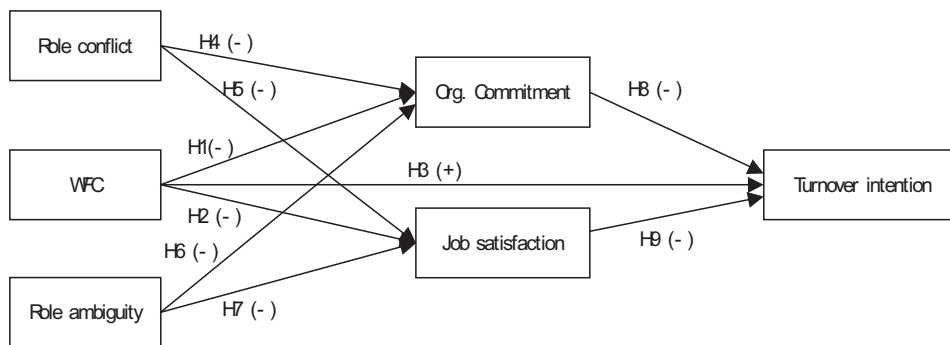 Role conflict
H4 (-)
H5 (-)
Org. Commitment
H8 (-)
H1(-)
WFC
H3 (+)
Turnover intention
H2 (-)
Job satisfaction
H9 (-)
H6 (-)
Role ambiguity
H7 (-)